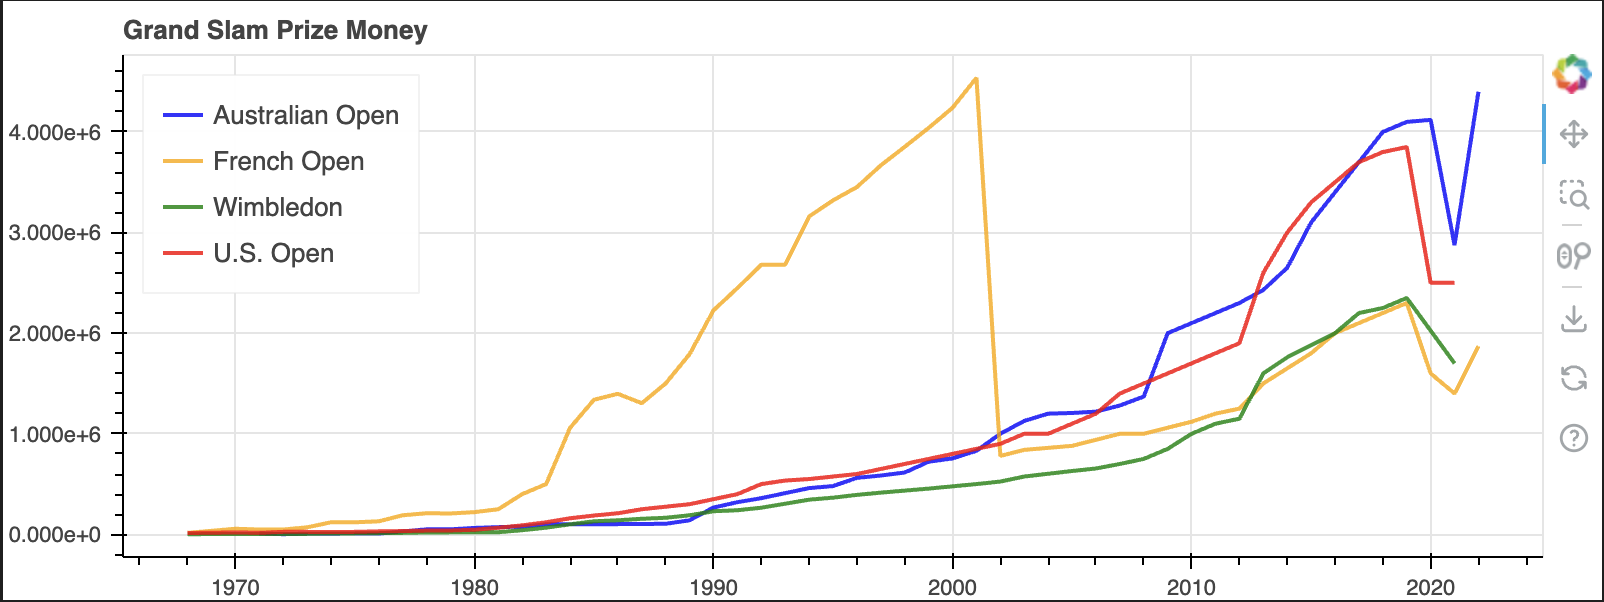 Grand Slam Prize Money
Australian Open
French Open
Wimbledon
U.S. Open
4.000e+6
3.000e+6
2.000e+6
1.000e+6
0.000e+0
1970 1980 1990 2000 2010 2020